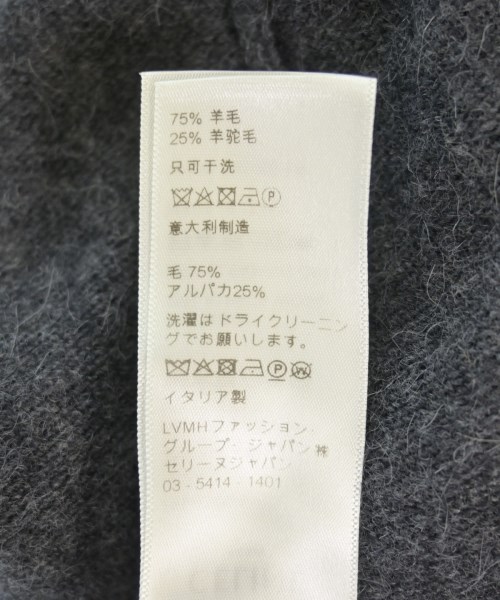 75% 羊毛
25% 羊驼毛
只可干洗
意大利制造
毛 75%
アルパカ25%
洗濯はドライクリーニン
グでお願いします。
イタリア製
LVMHファッション・
グループ・ジャパン㈱
セリーヌジャパン
03-5414-1401